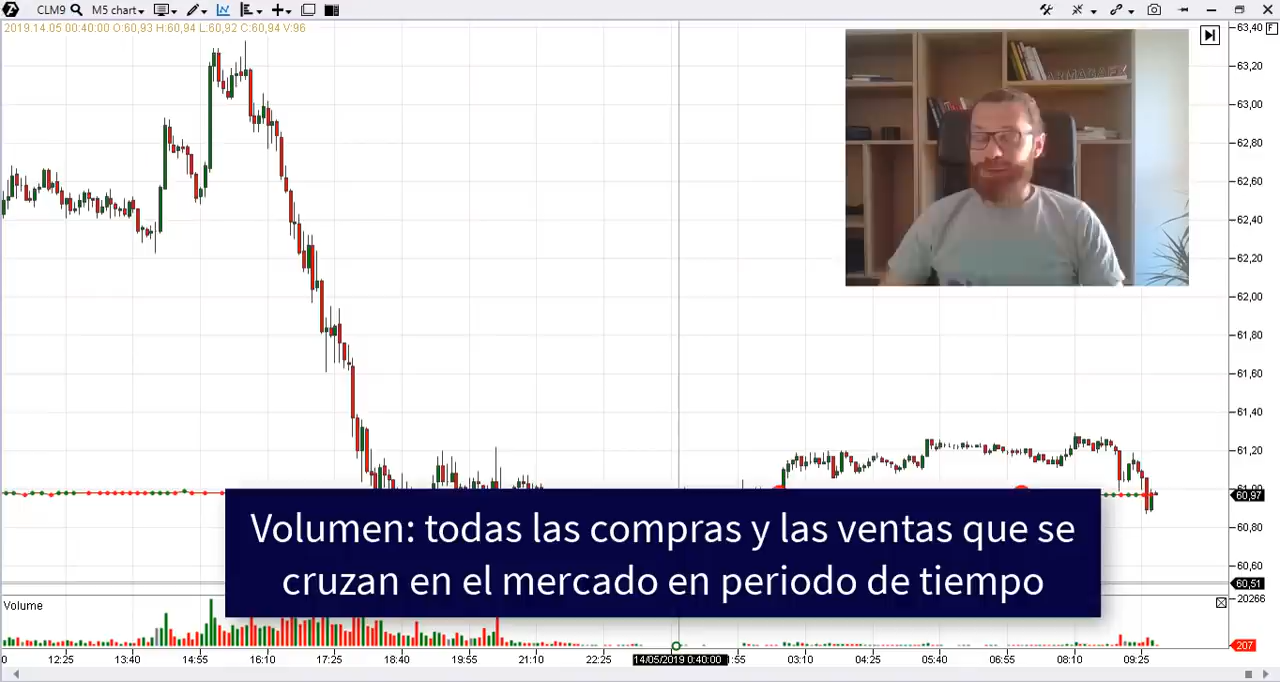 CLM9 M5 chart
2019.14.05 00:40:00 O:60,93 H:60,94 L:60,92 C:60,94 V:96
63,40 F
63,20
63,00
62,80
62,60
62,40
62,20
62,00
61,80
61,60
61,40
61,20
61,00
60,97
60,80
60,60
60,51
Volumen: todas las compras y las ventas que se
cruzan en el mercado en periodo de tiempo
Volume
20266
207
0 12:25 13:40 14:55 16:10 17:25 18:40 19:55 21:10 22:25 14/05/2019 0:40:00 :55 03:10 04:25 05:40 06:55 08:10 09:25